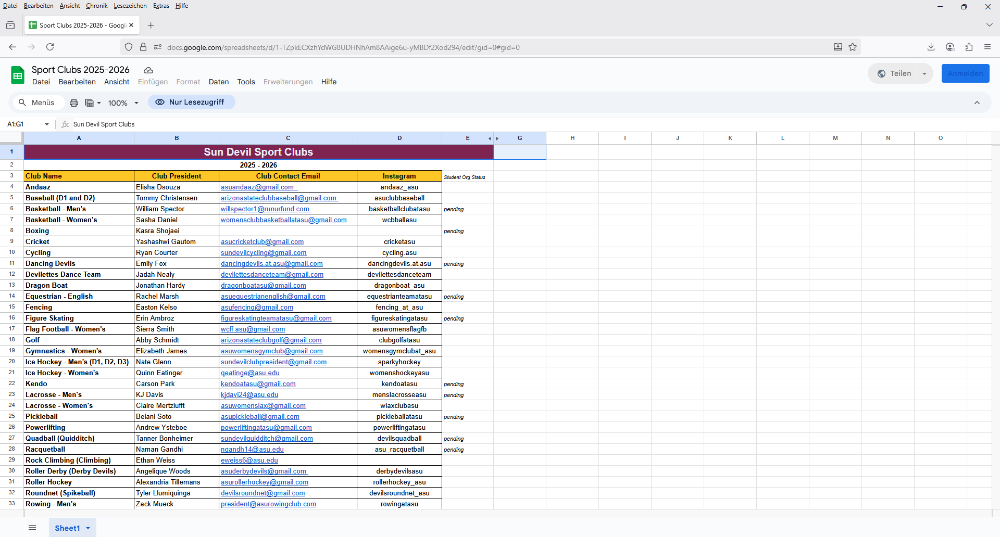 Datei Bearbeiten Ansicht Chronik Lesezeichen Extras Hilfe
Sport Clubs 2025-2026 - Googl
docs.google.com/spreadsheets/d/1-TZpkECXzhYdWG8UDHNhAm8AAige6u-yMBDf2Xod294/edit?gid=0#gid=0
Sport Clubs 2025-2026
Datei Bearbeiten Ansicht Einfügen Format Daten Tools Erweiterungen Hilfe
Teilen
Anmelden
Menüs 100% Nur Lesezugriff
A1:G1 fx Sun Devil Sport Clubs
A B C D E G H I J K L M N O
1 Sun Devil Sport Clubs
2 2025 - 2026
3 Club Name Club President Club Contact Email Instagram Student Org Status
4 Andaaz Elisha Dsouza asuandaaz@gmail.com andaaz_asu
5 Baseball (D1 and D2) Tommy Christensen arizonastateclubbaseball@gmail.com asuclubbaseball
6 Basketball - Men's William Spector willspector1@runurfund.com basketballclubatasu pending
7 Basketball - Women's Sasha Daniel womensclubbasketballatasu@gmail.com wcbballasu
8 Boxing Kasra Shojaei pending
9 Cricket Yashashwi Gautom asucricketclub@gmail.com cricketasu
10 Cycling Ryan Courter sundevilcycling@gmail.com cycling.asu
11 Dancing Devils Emily Fox dancingdevils.at.asu@gmail.com dancingdevils.at.asu pending
12 Devilettes Dance Team Jadah Nealy devilettesdanceteam@gmail.com devilettesdanceteam
13 Dragon Boat Jonathan Hardy dragonboatasu@gmail.com dragonboat_asu
14 Equestrian - English Rachel Marsh asuequestrianenglish@gmail.com equestrianteamatasu pending
15 Fencing Easton Kelso asufencing@gmail.com fencing_at_asu
16 Figure Skating Erin Ambroz figureskatingteamatasu@gmail.com figureskatingatasu pending
17 Flag Football - Women's Sierra Smith wcff.asu@gmail.com asuwomensflagfb
18 Golf Abby Schmidt arizonastateclubgolf@gmail.com clubgolfatasu
19 Gymnastics - Women's Elizabeth James asuwomensgymclub@gmail.com womensgymclubat_asu
20 Ice Hockey - Men's (D1, D2, D3) Nate Glenn sundevilclubpresident@gmail.com sparkyhockey
21 Ice Hockey - Women's Quinn Eatinger qeatinge@asu.edu womenshockeyasu
22 Kendo Carson Park kendoatasu@gmail.com kendoatasu pending
23 Lacrosse - Men's KJ Davis kjdavi24@asu.edu menslacrosseasu pending
24 Lacrosse - Women's Claire Mertzlufft asuwomenslax@gmail.com wlaxclubasu
25 Pickleball Belani Soto asupickleball@gmail.com pickleballatasu pending
26 Powerlifting Andrew Ysteboe powerliftingatasu@gmail.com powerliftingatasu
27 Quadball (Quidditch) Tanner Bonheimer sundevilquidditch@gmail.com devilsquadball pending
28 Racquetball Naman Gandhi ngandh14@asu.edu asu_racquetball pending
29 Rock Climbing (Climbing) Ethan Weiss eweiss6@asu.edu
30 Roller Derby (Derby Devils) Angelique Woods asuderbydevils@gmail.com derbydevilsasu
31 Roller Hockey Alexandria Tillemans asurollerhockey@gmail.com rollerhockey_asu
32 Roundnet (Spikeball) Tyler Llumiquinga devilsroundnet@gmail.com devilsroundnet_asu
33 Rowing - Men's Zack Mueck president@asurowingclub.com rowingatasu
Sheet1